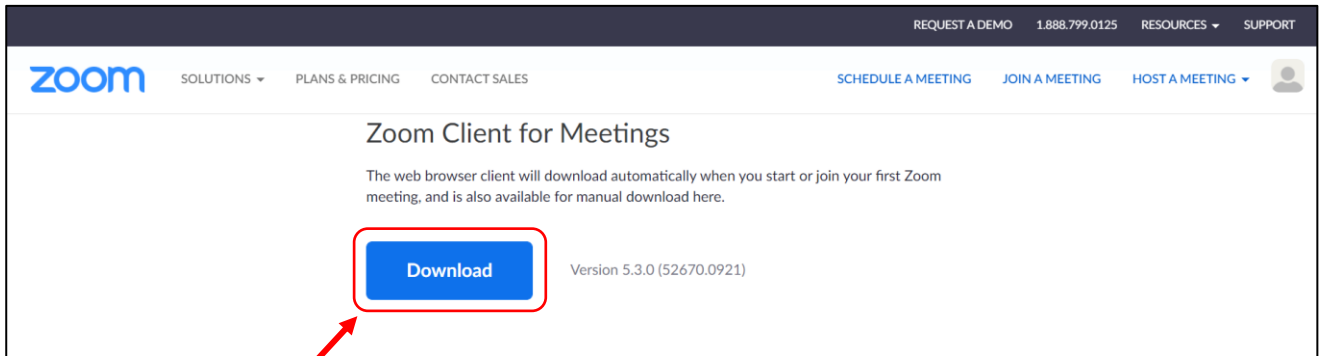 REQUEST A DEMO 1.888.799.0125 RESOURCES SUPPORT
zoom SOLUTIONS PLANS & PRICING CONTACT SALES SCHEDULE A MEETING JOIN A MEETING HOST A MEETING
Zoom Client for Meetings
The web browser client will download automatically when you start or join your first Zoom
meeting, and is also available for manual download here.
Download Version 5.3.0 (52670.0921)